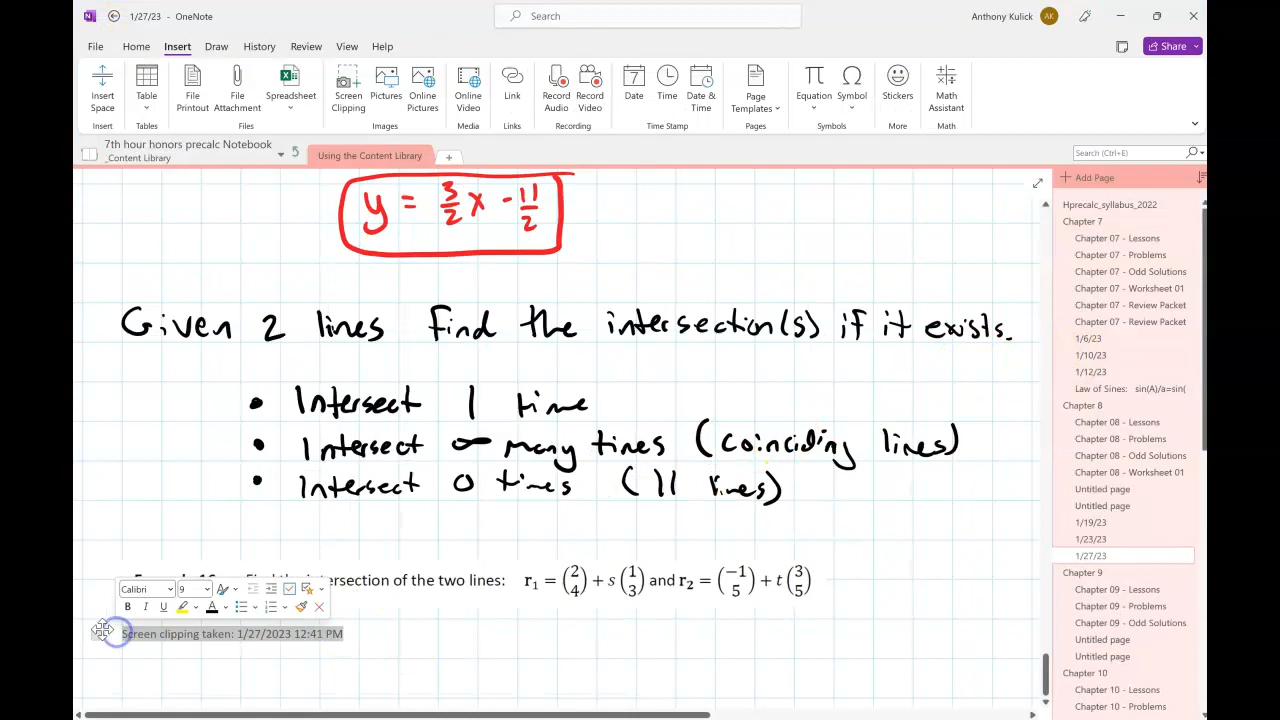 1/27/23 - OneNote
Search
Anthony Kulick
AK
File Home Insert Draw History Review View Help
Share
Insert Space
Table
File Printout
File Attachment
Spreadsheet
Screen Clipping
Pictures
Online Pictures
Online Video
Link
Record Audio
Record Video
Date
Time
Date & Time
Page Templates
Equation
Symbol
Stickers
Math Assistant
Insert Tables Files Images Media Links Recording Time Stamp Pages Symbols More Math
7th hour honors precalc Notebook
_Content Library
Using the Content Library
Search (Ctrl+E)
Add Page
y = 3/2 x - 11/2
Given 2 lines find the intersection(s) if it exists.
• Intersect 1 time
• Intersect ∞ many times (coinciding lines)
• Intersect 0 times (|| lines)
the intersection of the two lines: r₁ = (2 4) + s (1 3) and r₂ = (−1 5) + t (3 5)
Calibri 9
B I U A
Screen clipping taken: 1/27/2023 12:41 PM
Hprecalc_syllabus_2022
Chapter 7
Chapter 07 - Lessons
Chapter 07 - Problems
Chapter 07 - Odd Solutions
Chapter 07 - Worksheet 01
Chapter 07 - Review Packet
Chapter 07 - Review Packet
1/6/23
1/10/23
1/12/23
Law of Sines: sin(A)/a=sin(
Chapter 8
Chapter 08 - Lessons
Chapter 08 - Problems
Chapter 08 - Odd Solutions
Chapter 08 - Worksheet 01
Untitled page
Untitled page
1/19/23
1/23/23
1/27/23
Chapter 9
Chapter 09 - Lessons
Chapter 09 - Problems
Chapter 09 - Odd Solutions
Untitled page
Untitled page
Chapter 10
Chapter 10 - Lessons
Chapter 10 - Problems
Chapter 10 - Odd Solutions